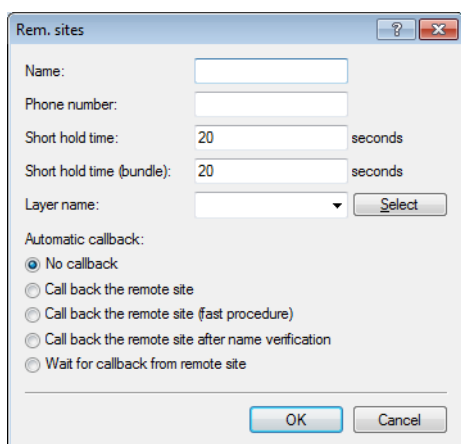 Rem. sites
Name:
Phone number:
Short hold time: 20 seconds
Short hold time (bundle): 20 seconds
Layer name: Select
Automatic callback:
No callback
Call back the remote site
Call back the remote site (fast procedure)
Call back the remote site after name verification
Wait for callback from remote site
OK Cancel